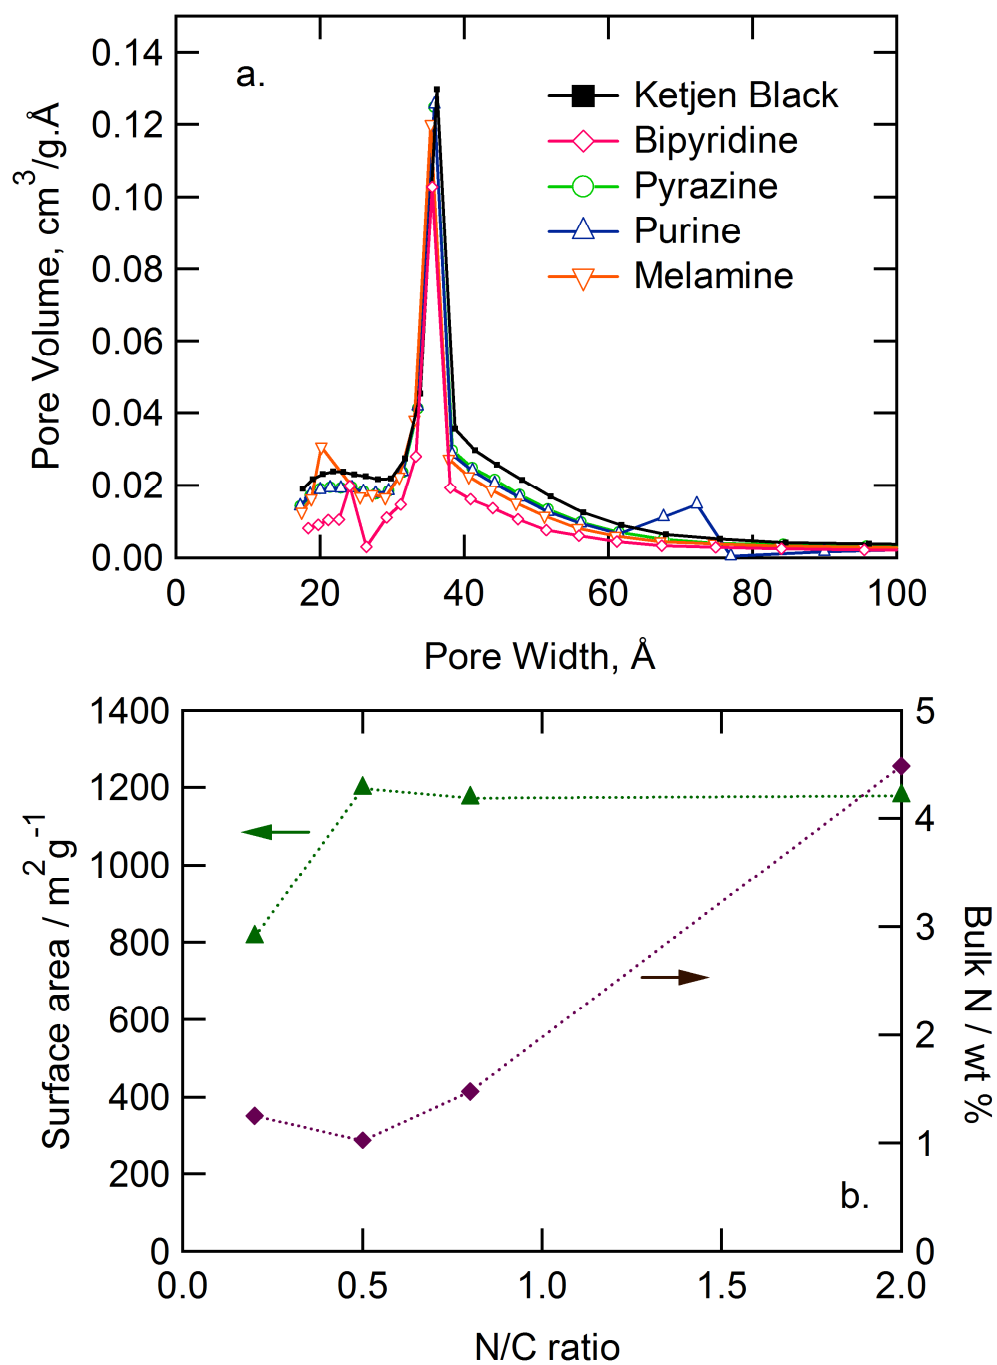 a.
0.14
0.12
0.10
0.08
0.06
0.04
0.02
0.00
Pore Volume, cm³/g.Å
Ketjen Black
Bipyridine
Pyrazine
Purine
Melamine
0 20 40 60 80 100
Pore Width, Å
1400
1200
1000
800
600
400
200
0
Surface area / m² g⁻¹
5
4
3
2
1
0
Bulk N / wt %
b.
0.0 0.5 1.0 1.5 2.0
N/C ratio